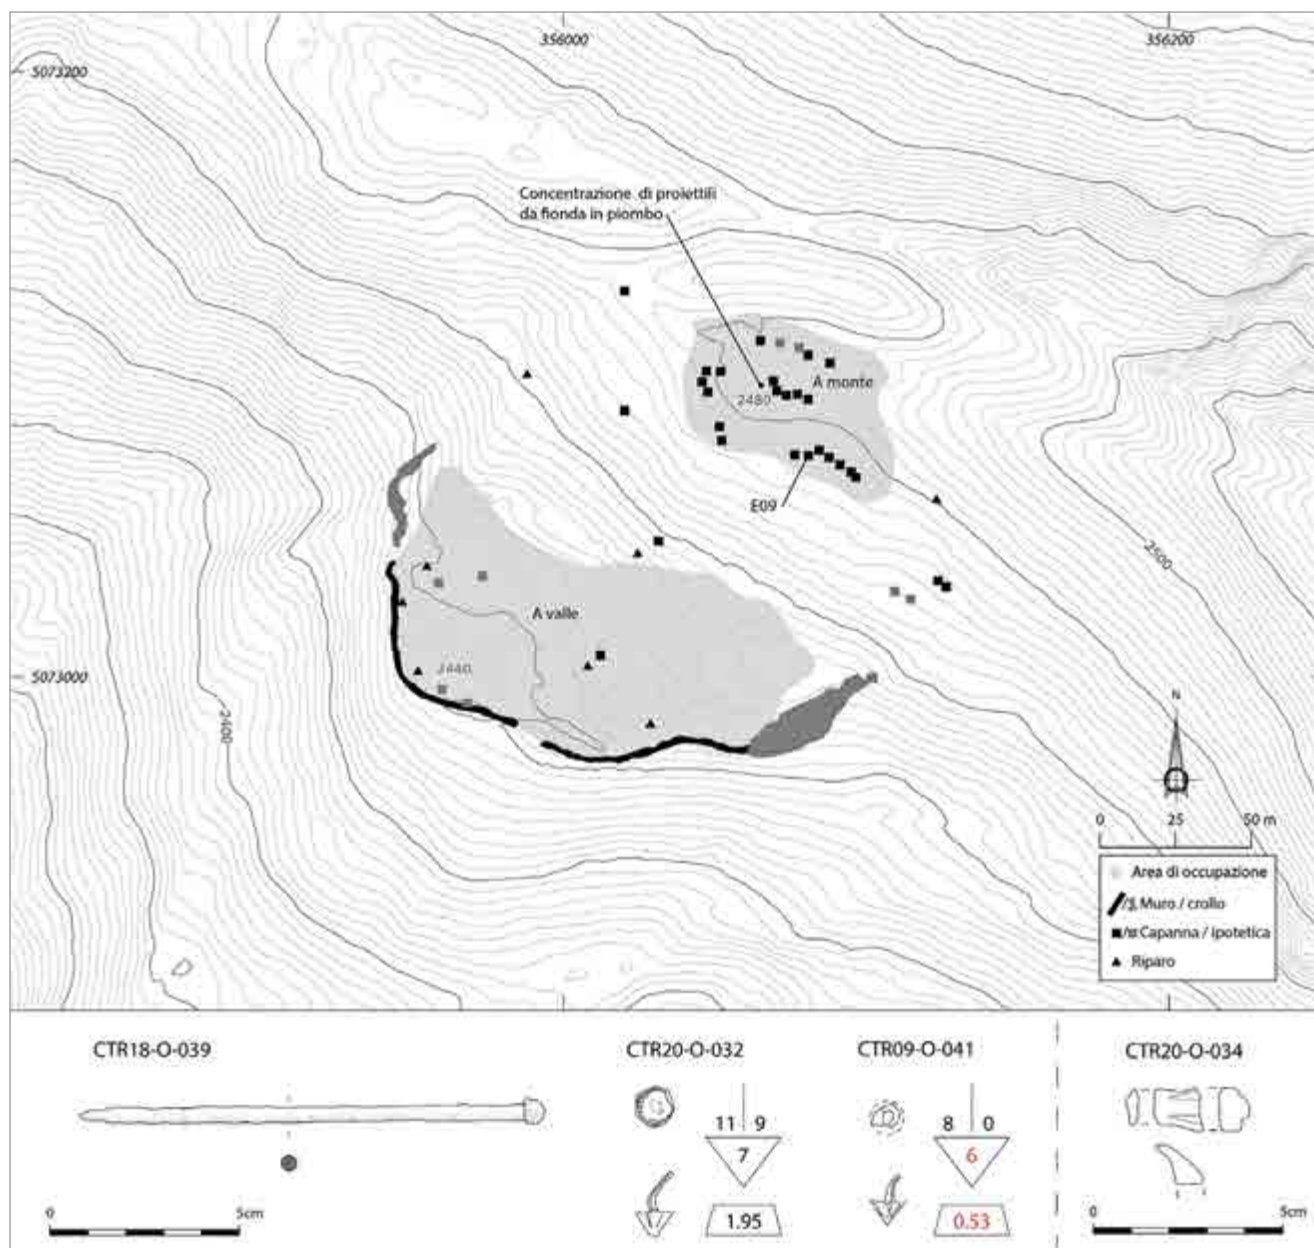 356000
356200
5073200
Concentrazione di proiettili
da fionda in piombo
A monte
2480
E09
2500
A valle
2440
5073000
2400
N
0 25 50 m
Area di occupazione
Muro / crollo
Capanna / ipotetica
Riparo
CTR18-O-039
CTR20-O-032
CTR09-O-041
CTR20-O-034
11 9
7
1.95
8 0
6
0.53
0 5cm
0 5cm